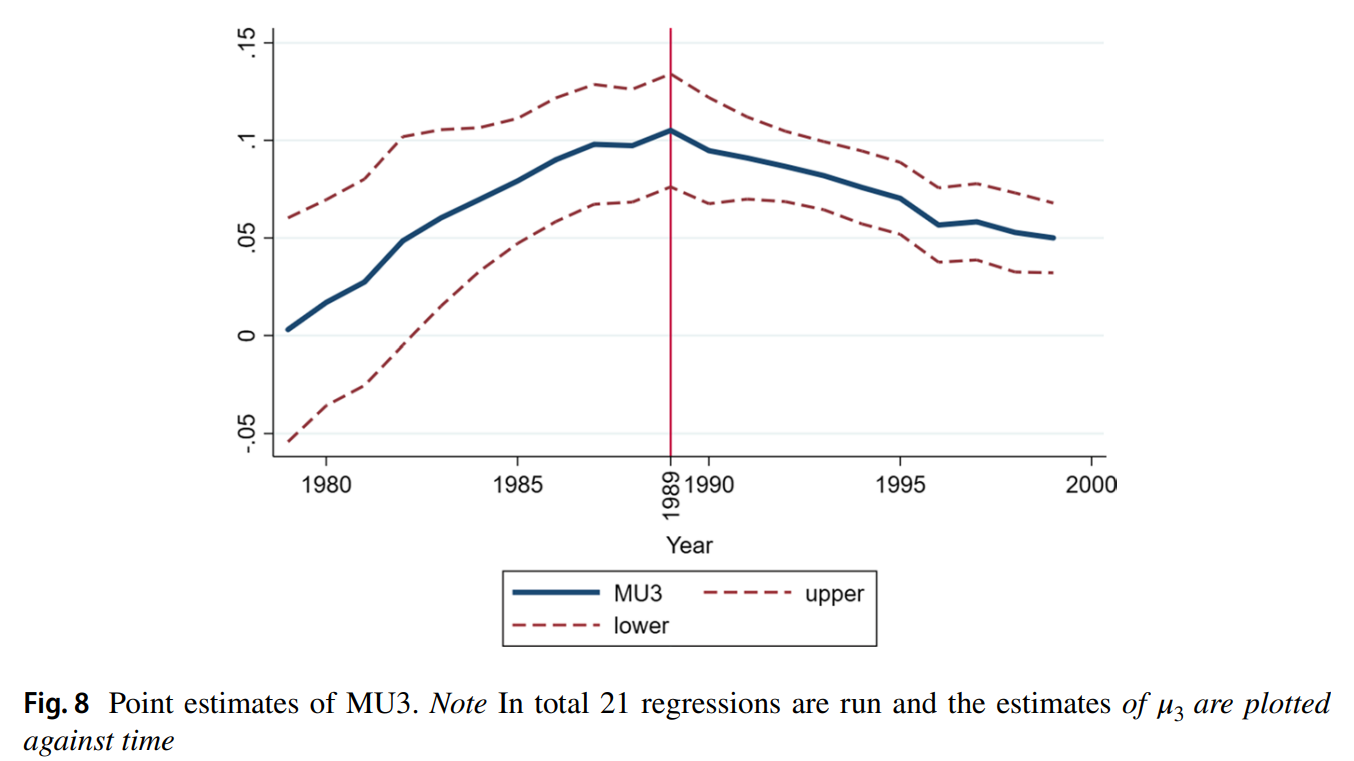 .15
.1
.05
0
-.05
1980 1985 1989 1990 1995 2000
Year
MU3 upper
lower
Fig. 8 Point estimates of MU3. Note In total 21 regressions are run and the estimates of μ3 are plotted
against time